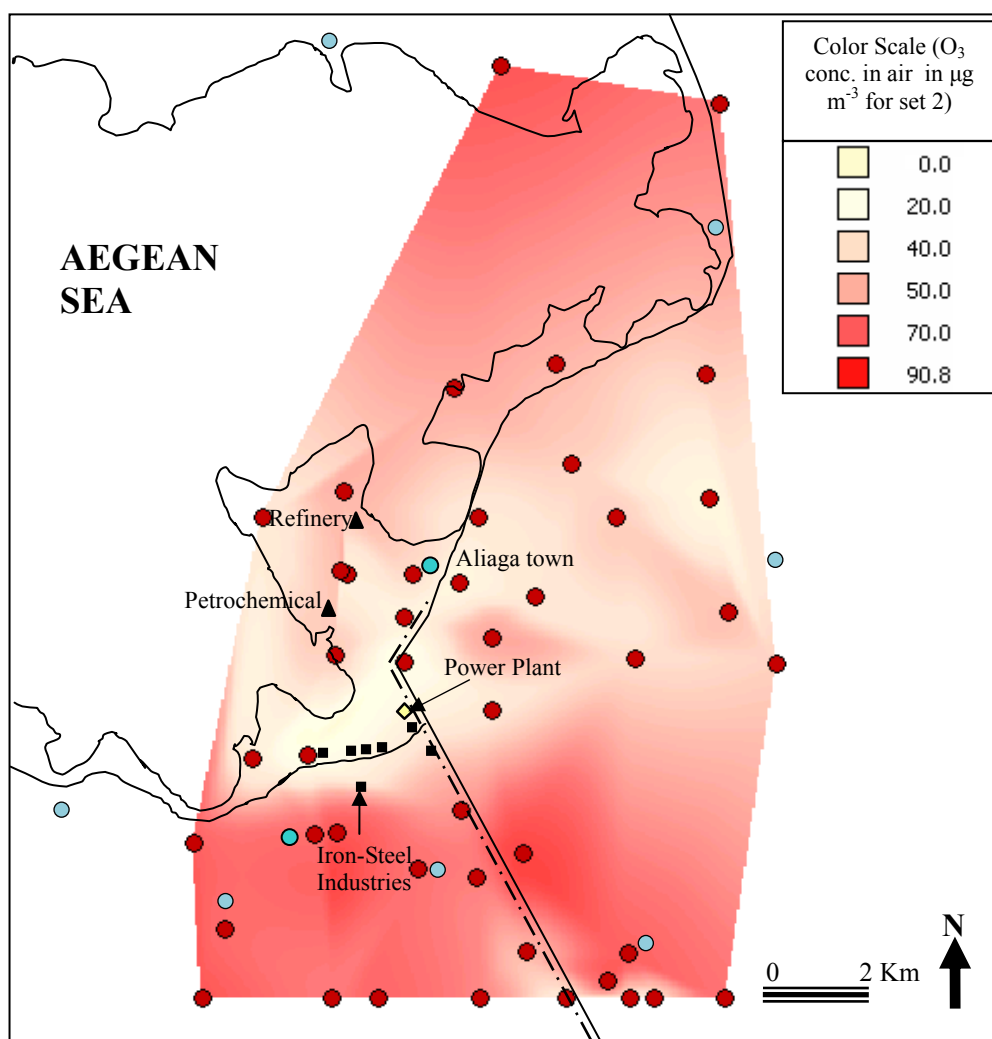 Color Scale (O3
conc. in air in μg
m-3 for set 2)
0.0
20.0
40.0
50.0
70.0
90.8
AEGEAN
SEA
Refinery
Aliaga town
Petrochemical
Power Plant
Iron-Steel
Industries
N
0 2 Km